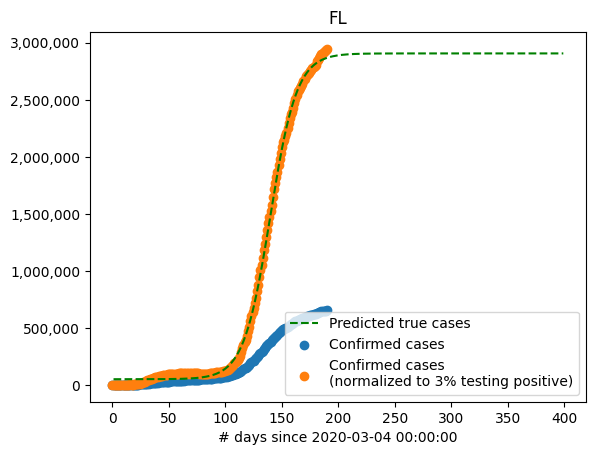 FL
3,000,000
2,500,000
2,000,000
1,500,000
1,000,000
500,000
0
Predicted true cases
Confirmed cases
Confirmed cases
(normalized to 3% testing positive)
0 50 100 150 200 250 300 350 400
# days since 2020-03-04 00:00:00